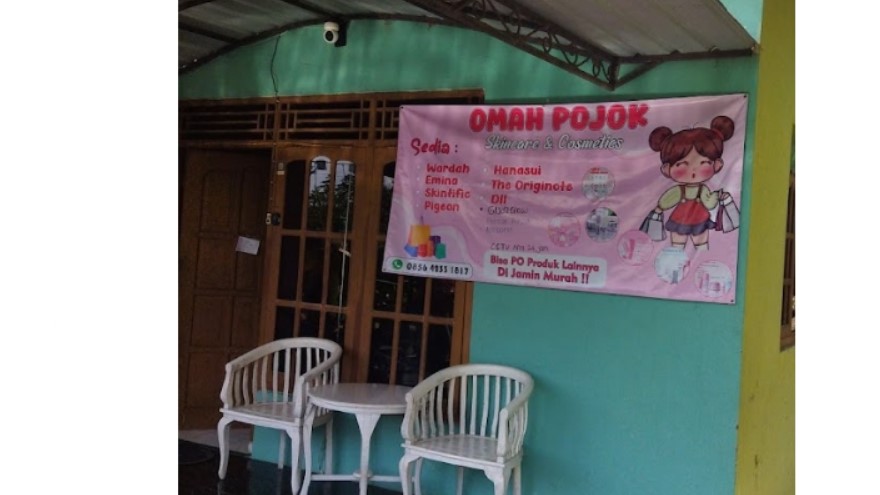 OMAH POJOK
Skincare & Cosmetics
Sedia :
Wardah
Emina
Skintific
Pigeon
Hanasui
The Originote
Dll
0856 4833 1817
Bisa PO Produk Lainnya
Di Jamin Murah !!